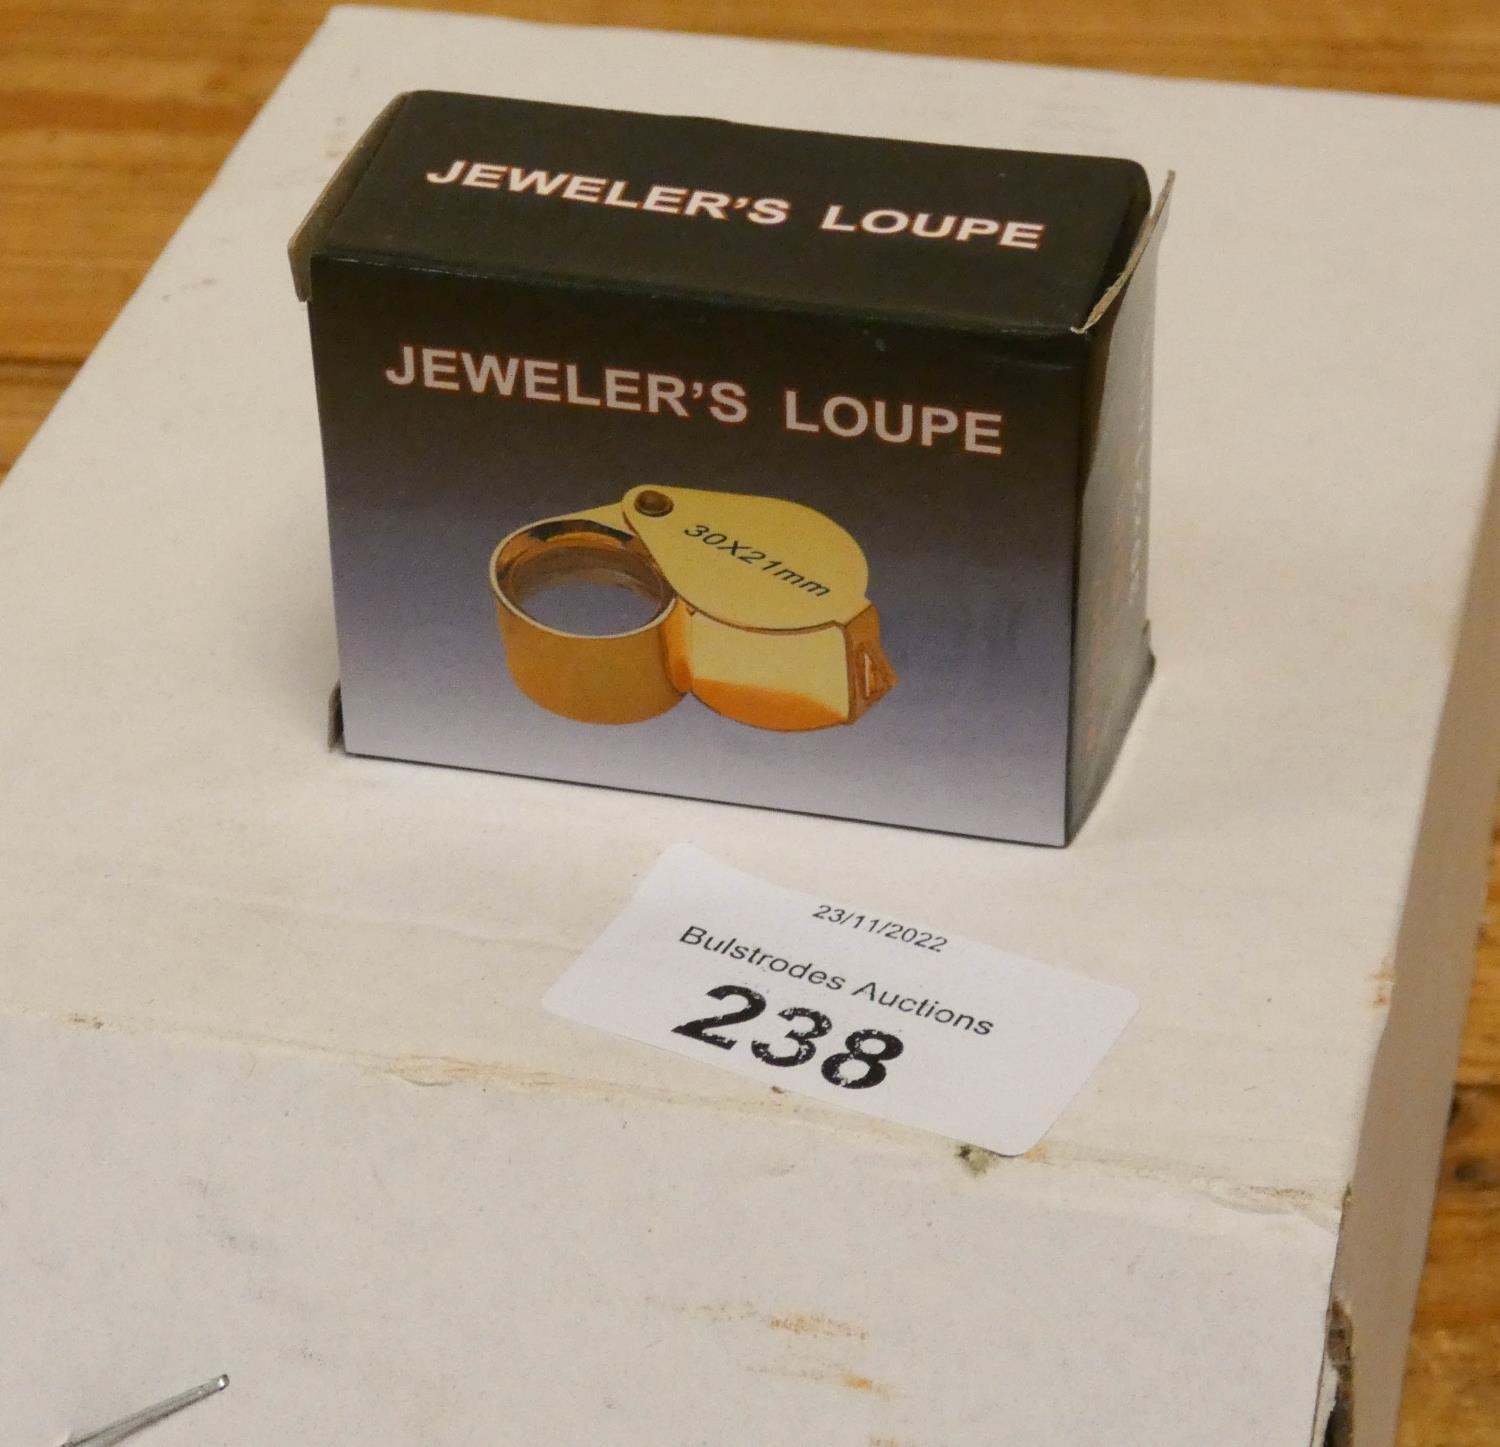 JEWELER'S LOUPE
JEWELER'S LOUPE
30X21mm
23/11/2022
Bulstrodes Auctions
238